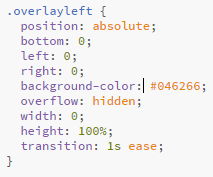 .overlayleft {
  position: absolute;
  bottom: 0;
  left: 0;
  right: 0;
  background-color: #046266;
  overflow: hidden;
  width: 0;
  height: 100%;
  transition: 1s ease;
}